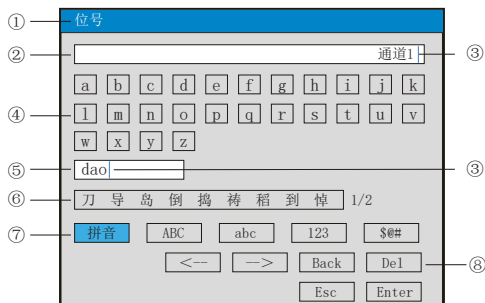 ① 位号
② 通道1 ③
a b c d e f g h i j k
④ l m n o p q r s t u v
w x y z
⑤ dao ③
⑥ 刀 导 岛 倒 捣 祷 稻 到 悼 1/2
⑦ 拼音 ABC abc 123 $@#
<-- --> Back Del ⑧
Esc Enter